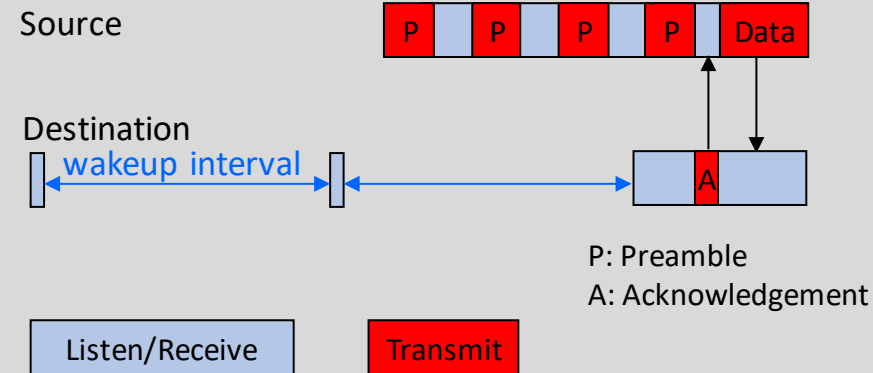 Source
P P P P Data
Destination
wakeup interval
A
P: Preamble
A: Acknowledgement
Listen/Receive Transmit